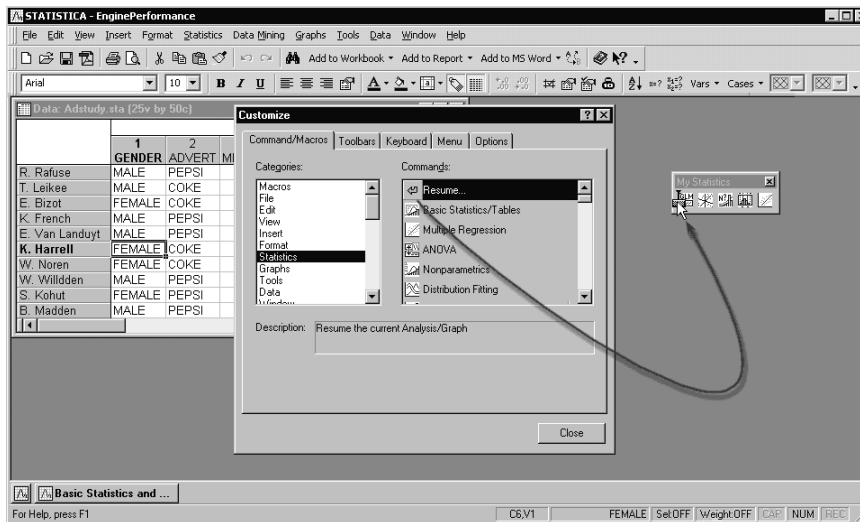 STATISTICA - EnginePerformance
File Edit View Insert Format Statistics Data Mining Graphs Tools Data Window Help
Add to Workbook Add to Report Add to MS Word
Arial 10 B I U Vars Cases
Data: Adstudy.sta (25v by 50c)
1 2
GENDER ADVERT
R. Rafuse MALE PEPSI
T. Leikee MALE COKE
E. Bizot FEMALE COKE
K. French MALE PEPSI
E. Van Landuyt MALE PEPSI
K. Harrell FEMALE COKE
W. Noren FEMALE COKE
W. Willdden MALE PEPSI
S. Kohut FEMALE PEPSI
B. Madden MALE PEPSI
Customize
Command/Macros Toolbars Keyboard Menu Options
Categories:
Macros
File
Edit
View
Insert
Format
Statistics
Graphs
Tools
Data
Window
Commands:
Resume...
Basic Statistics/Tables
Multiple Regression
ANOVA
Nonparametrics
Distribution Fitting
Description: Resume the current Analysis/Graph
Close
My Statistics
Basic Statistics and ...
For Help, press F1 C6,V1 FEMALE Sel:OFF Weight:OFF CAP NUM REC